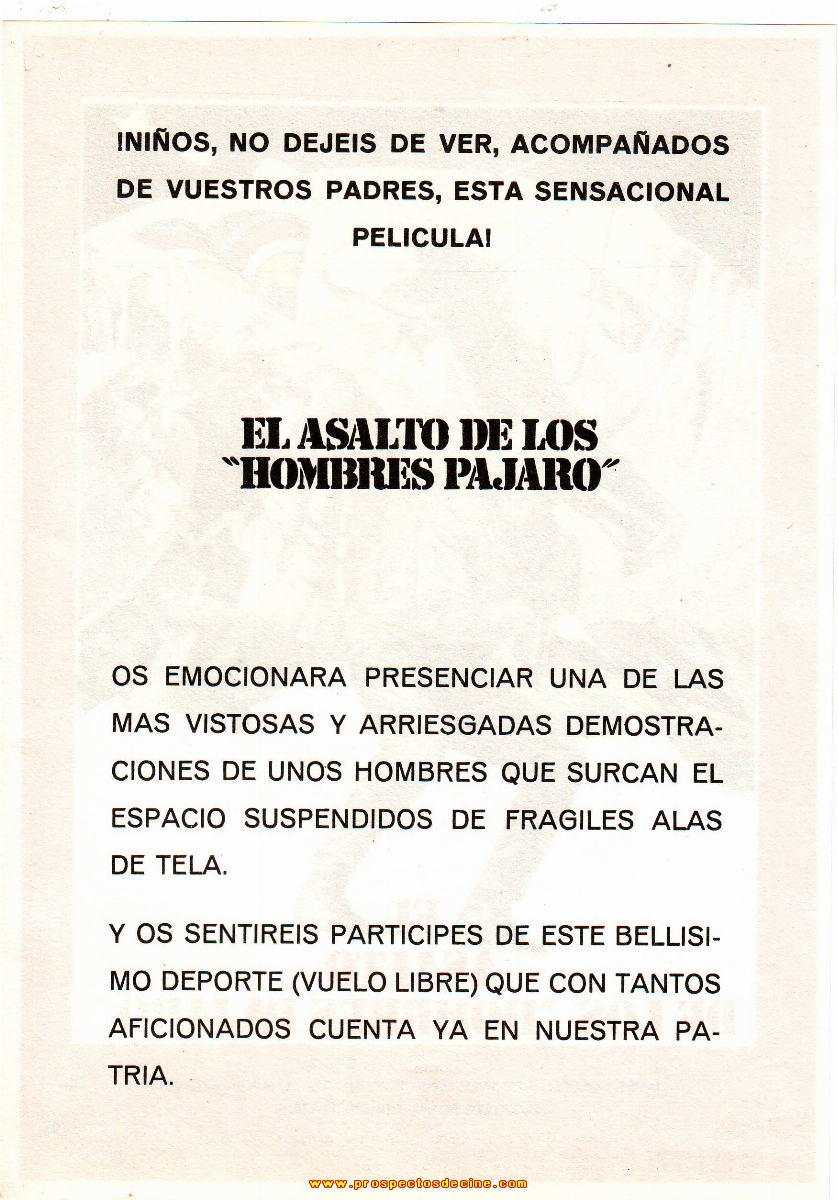 ¡NIÑOS, NO DEJEIS DE VER, ACOMPAÑADOS
DE VUESTROS PADRES, ESTA SENSACIONAL
PELICULA!
EL ASALTO DE LOS
"HOMBRES PAJARO"
OS EMOCIONARA PRESENCIAR UNA DE LAS
MAS VISTOSAS Y ARRIESGADAS DEMOSTRA-
CIONES DE UNOS HOMBRES QUE SURCAN EL
ESPACIO SUSPENDIDOS DE FRAGILES ALAS
DE TELA.
Y OS SENTIREIS PARTICIPES DE ESTE BELLISI-
MO DEPORTE (VUELO LIBRE) QUE CON TANTOS
AFICIONADOS CUENTA YA EN NUESTRA PA-
TRIA.
www.prospectosdecine.com